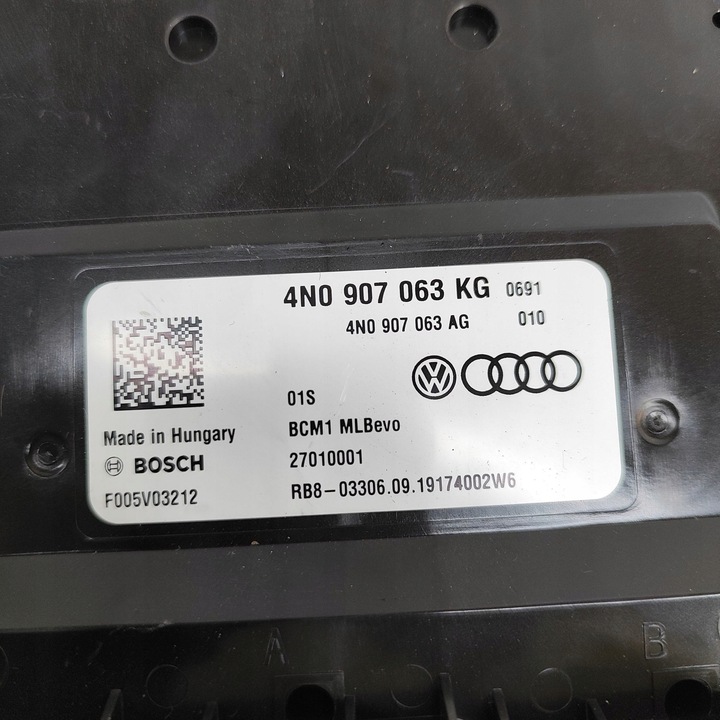 4N0 907 063 KG 0691
4N0 907 063 AG 010
VW
01S
Made in Hungary
BCM1 MLBevo
BOSCH
27010001
F005V03212
RB8-03306.09.19174002W6
A
B